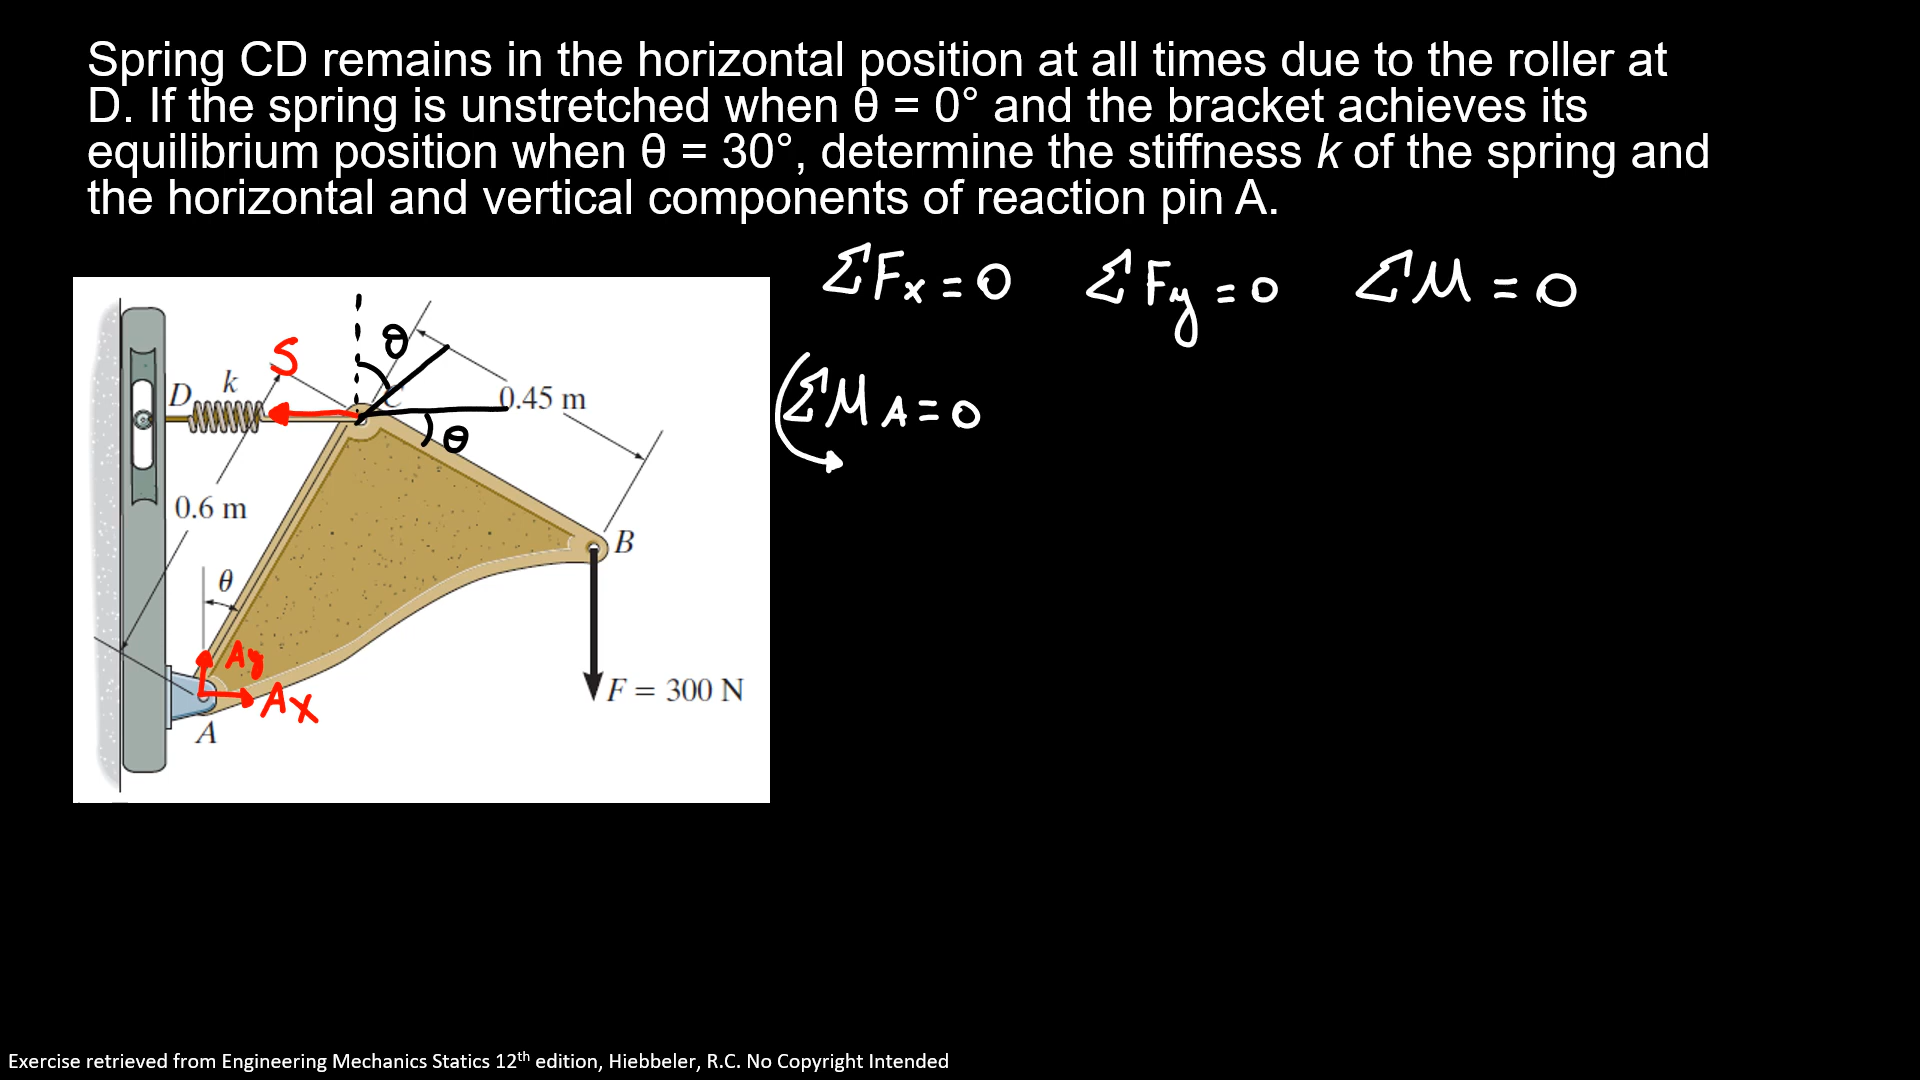 Spring CD remains in the horizontal position at all times due to the roller at
D. If the spring is unstretched when θ = 0° and the bracket achieves its
equilibrium position when θ = 30°, determine the stiffness k of the spring and
the horizontal and vertical components of reaction pin A.
ΣFx = 0 ΣFy = 0 ΣM = 0
ΣMA = 0
θ
S
D k C 0.45 m
θ
0.6 m
B
θ
Ay
Ax
F = 300 N
A
Exercise retrieved from Engineering Mechanics Statics 12th edition, Hiebbeler, R.C. No Copyright Intended